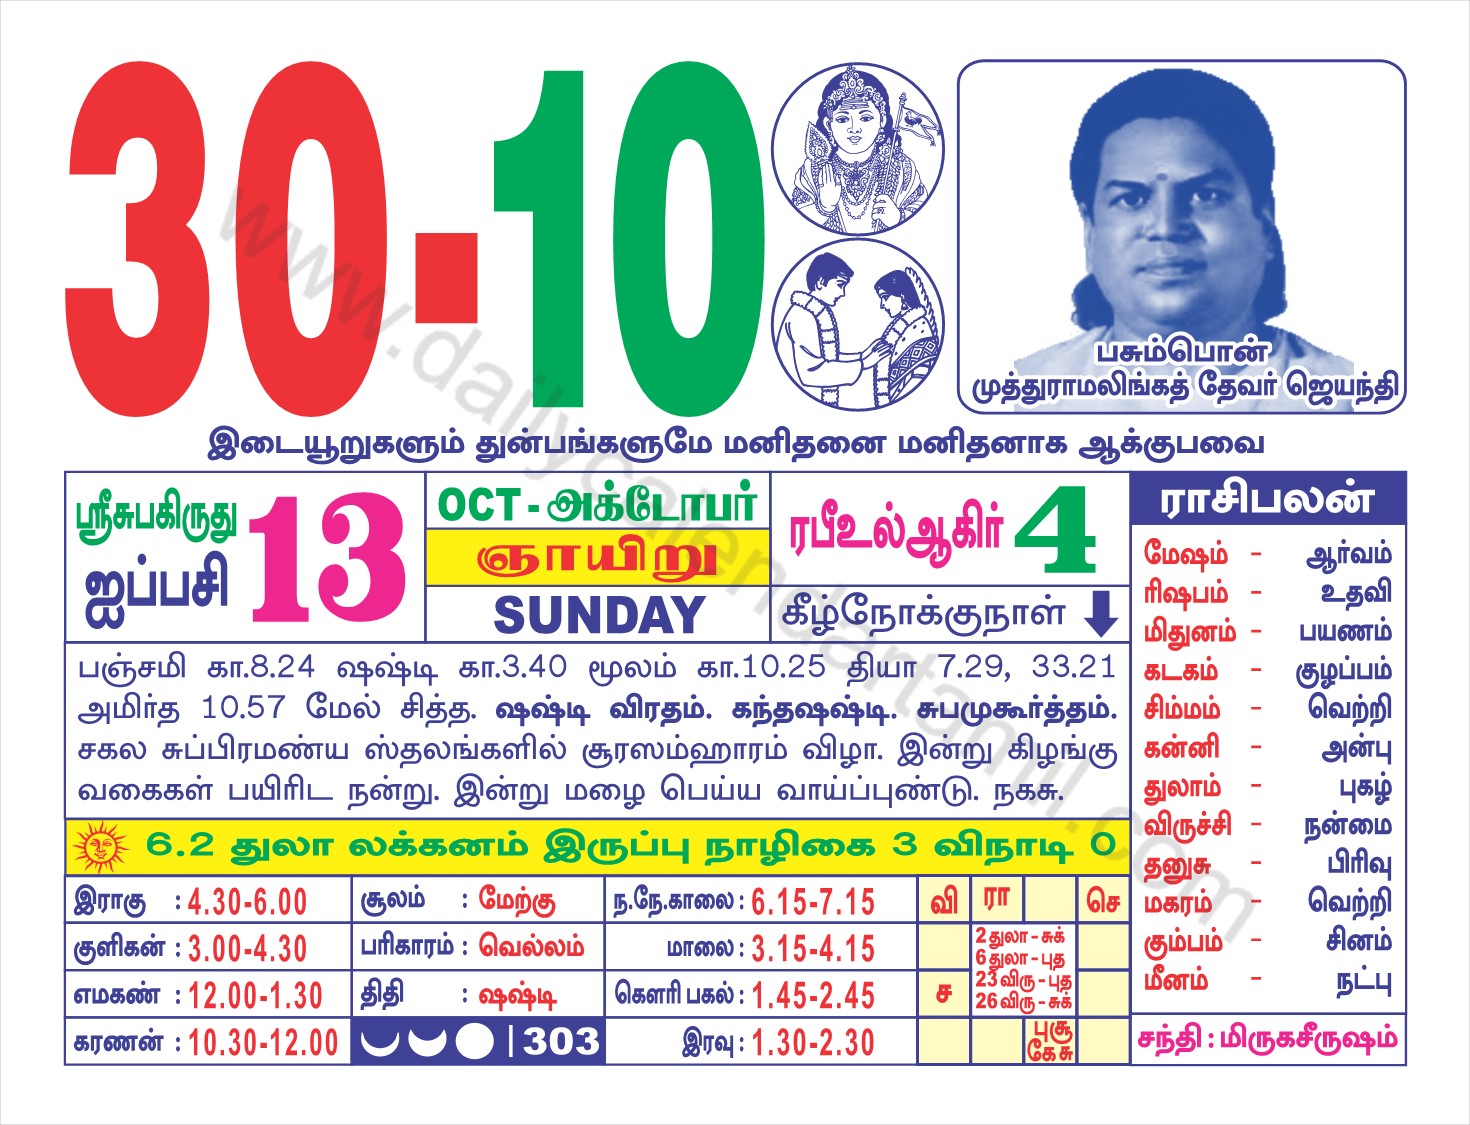 30-10
பசும்பொன்
முத்துராமலிங்கத் தேவர் ஜெயந்தி
இடையூறுகளும் துன்பங்களுமே மனிதனை மனிதனாக ஆக்குபவை
ஸ்ரீசுபகிருது
ஐப்பசி 13
OCT - அக்டோபர்
ஞாயிறு
SUNDAY
ரபீஉல்ஆகிர் 4
கீழ்நோக்குநாள்
பஞ்சமி கா.8.24 ஷஷ்டி கா.3.40 மூலம் கா.10.25 தியா 7.29, 33.21
அமிர்த 10.57 மேல் சித்த. ஷஷ்டி விரதம். கந்தஷஷ்டி. சுபமுகூர்த்தம்.
சகல சுப்பிரமண்ய ஸ்தலங்களில் சூரஸம்ஹாரம் விழா. இன்று கிழங்கு
வகைகள் பயிரிட நன்று. இன்று மழை பெய்ய வாய்ப்புண்டு. நகசு.
6.2 துலா லக்கனம் இருப்பு நாழிகை 3 விநாடி 0
இராகு : 4.30-6.00
குளிகன் : 3.00-4.30
எமகண் : 12.00-1.30
கரணன் : 10.30-12.00
சூலம் : மேற்கு
பரிகாரம் : வெல்லம்
திதி : ஷஷ்டி
303
ந.நே.காலை : 6.15-7.15
மாலை : 3.15-4.15
கௌரி பகல் : 1.45-2.45
இரவு : 1.30-2.30
வி ரா செ
2துலா - சுக்
6துலா - புத
23விரு - புத
26விரு - சுக்
ச
புசூ
கேசு
ராசிபலன்
மேஷம் - ஆர்வம்
ரிஷபம் - உதவி
மிதுனம் - பயணம்
கடகம் - குழப்பம்
சிம்மம் - வெற்றி
கன்னி - அன்பு
துலாம் - புகழ்
விருச்சி - நன்மை
தனுசு - பிரிவு
மகரம் - வெற்றி
கும்பம் - சினம்
மீனம் - நட்பு
சந்தி : மிருகசீருஷம்
www.dailycalendartamil.com